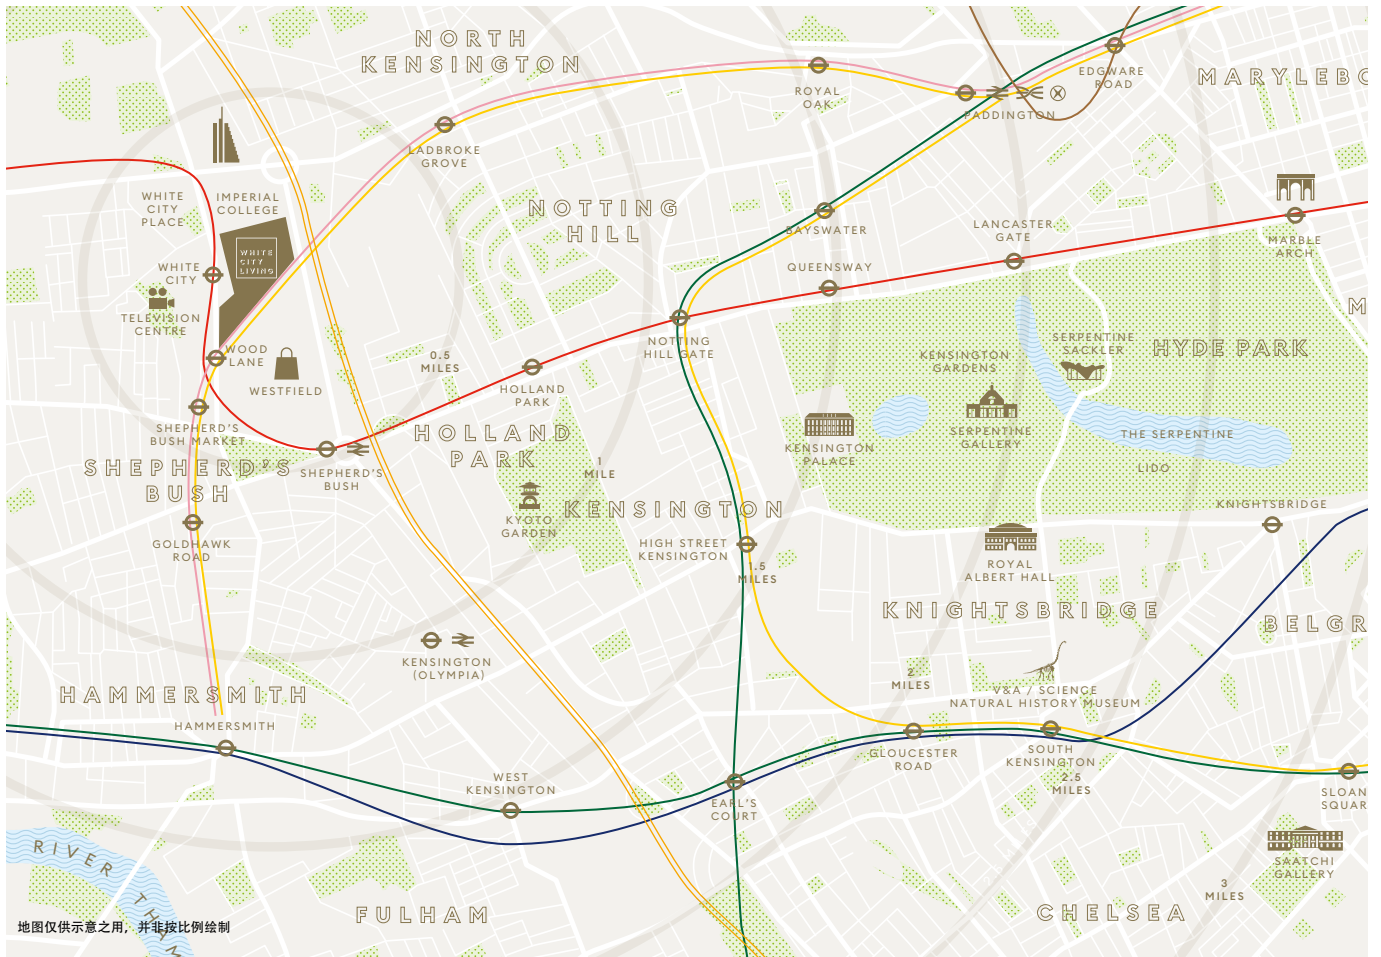 NORTH
KENSINGTON
MARYLEBO
EDGWARE
ROAD
ROYAL
OAK
PADDINGTON
LADBROKE
GROVE
WHITE
CITY
PLACE
IMPERIAL
COLLEGE
NOTTING
HILL
BAYSWATER
LANCASTER
GATE
MARBLE
ARCH
WHITE
CITY
LIVING
WHITE
CITY
QUEENSWAY
TELEVISION
CENTRE
M
NOTTING
HILL GATE
WOOD
LANE
WESTFIELD
0.5
MILES
HOLLAND
PARK
KENSINGTON
GARDENS
SERPENTINE
SACKLER
HYDE PARK
SHEPHERD'S
BUSH MARKET
HOLLAND
PARK
SERPENTINE
GALLERY
THE SERPENTINE
LIDO
KENSINGTON
PALACE
SHEPHERD'S
BUSH
SHEPHERD'S
BUSH
1
MILE
KYOTO
GARDEN
KENSINGTON
KNIGHTSBRIDGE
GOLDHAWK
ROAD
HIGH STREET
KENSINGTON
1.5
MILES
ROYAL
ALBERT HALL
KNIGHTSBRIDGE
BELGR
KENSINGTON
(OLYMPIA)
2
MILES
V&A / SCIENCE
NATURAL HISTORY MUSEUM
HAMMERSMITH
HAMMERSMITH
GLOUCESTER
ROAD
SOUTH
KENSINGTON
2.5
MILES
WEST
KENSINGTON
EARL'S
COURT
SLOAN
SQUAR
RIVER THAM
SAATCHI
GALLERY
3
MILES
FULHAM
CHELSEA
地图仅供示意之用，并非按比例绘制